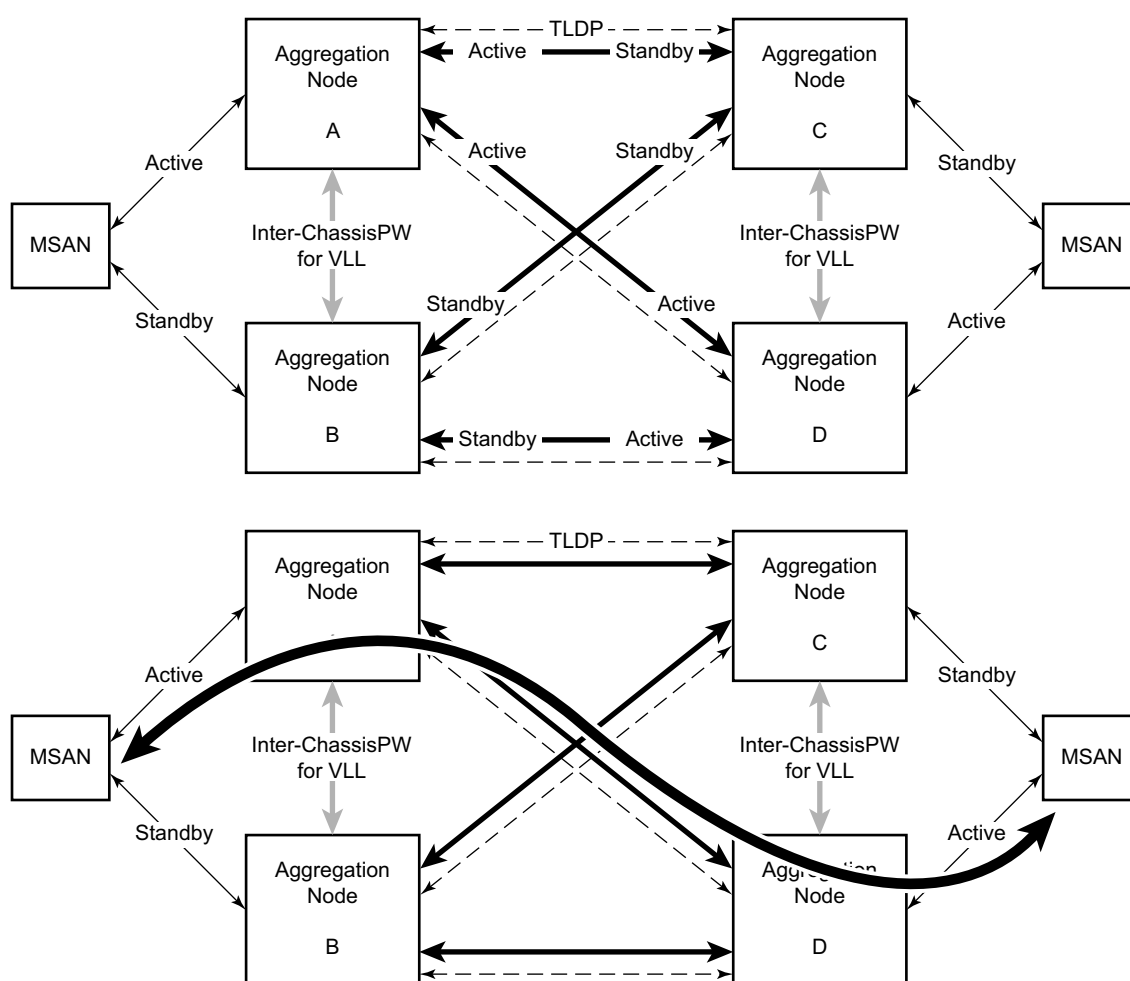 TLDP
Active
Standby
Aggregation
Node
A
Aggregation
Node
C
Active
Standby
Active
Standby
MSAN
Inter-ChassisPW
for VLL
Inter-ChassisPW
for VLL
MSAN
Standby
Standby
Active
Active
Aggregation
Node
B
Aggregation
Node
D
Standby
Active
TLDP
Aggregation
Node
Aggregation
Node
C
Active
Standby
MSAN
Inter-ChassisPW
for VLL
Inter-ChassisPW
for VLL
MSAN
Standby
Active
Aggregation
Node
B
Aggregation
Node
D